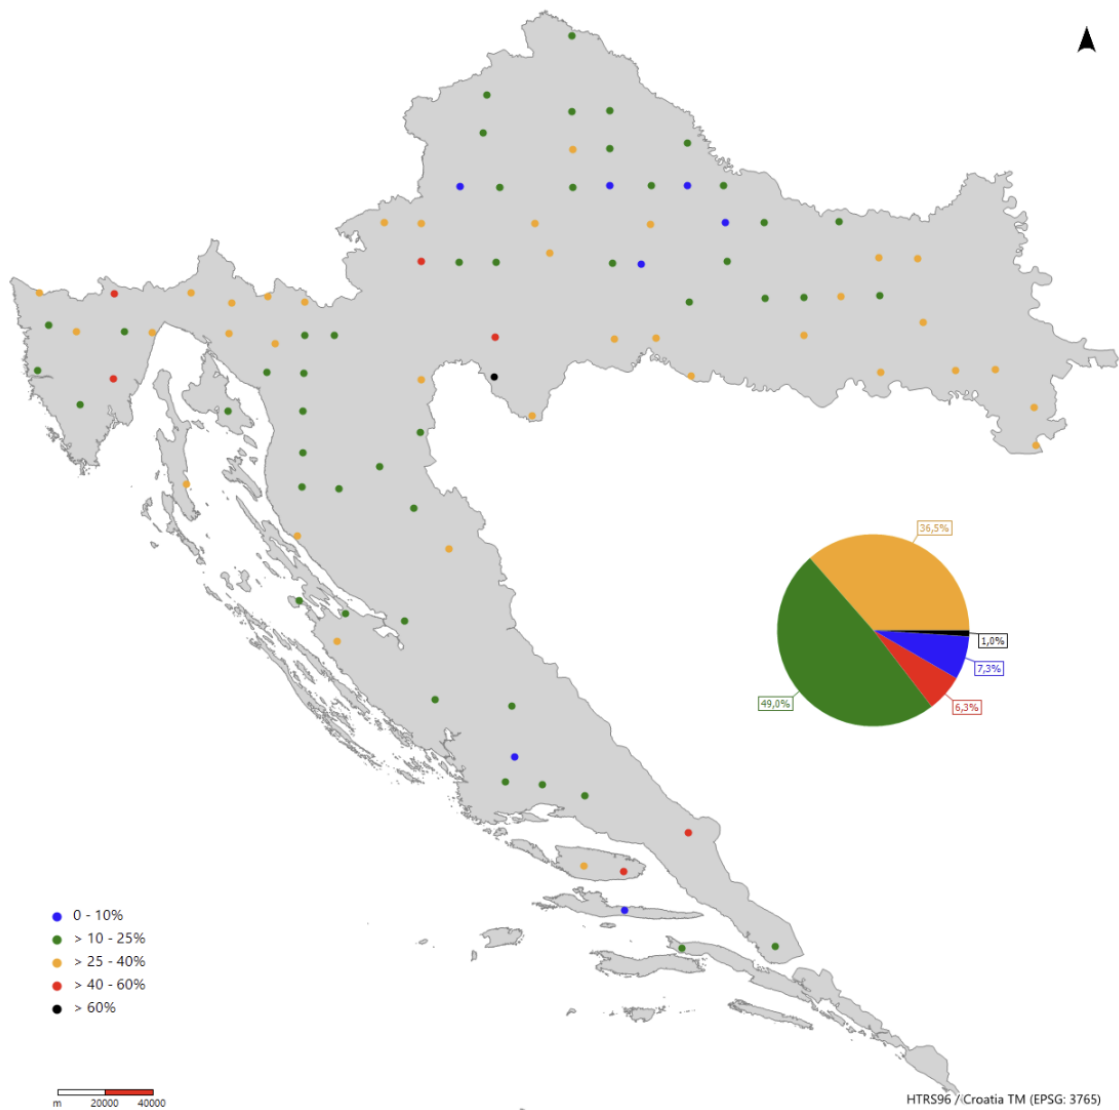 36,5%
1,0%
7,3%
49,0%
6,3%
0 - 10%
> 10 - 25%
> 25 - 40%
> 40 - 60%
> 60%
m 20000 40000
HTRS96 / Croatia TM (EPSG: 3765)